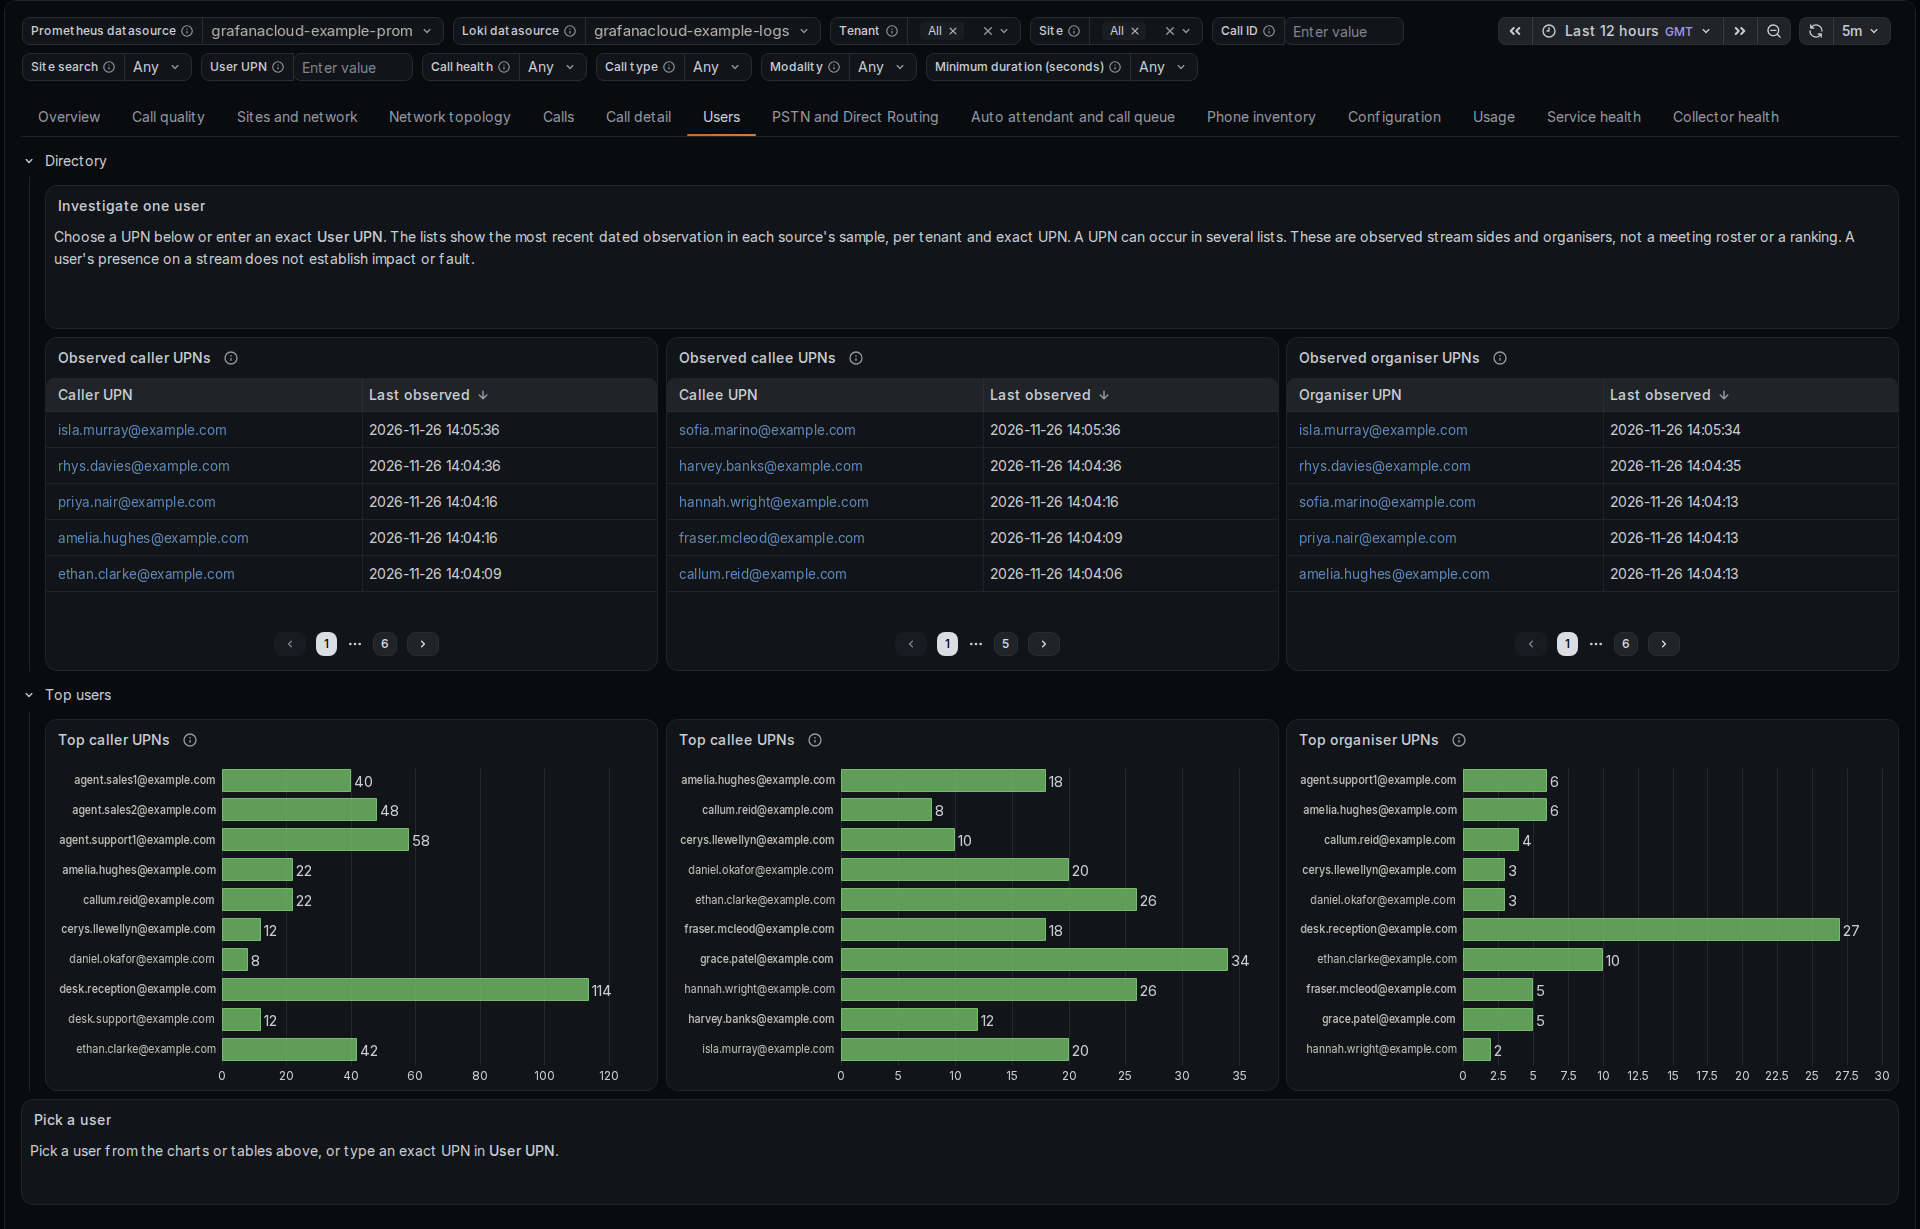 Prometheus datasource grafanacloud-example-prom Loki datasource grafanacloud-example-logs Tenant All Site All Call ID Enter value Last 12 hours GMT 5m
Site search Any User UPN Enter value Call health Any Call type Any Modality Any Minimum duration (seconds) Any
Overview Call quality Sites and network Network topology Calls Call detail Users PSTN and Direct Routing Auto attendant and call queue Phone inventory Configuration Usage Service health Collector health
Directory
Investigate one user
Choose a UPN below or enter an exact User UPN. The lists show the most recent dated observation in each source's sample, per tenant and exact UPN. A UPN can occur in several lists. These are observed stream sides and organisers, not a meeting roster or a ranking. A
user's presence on a stream does not establish impact or fault.
Observed caller UPNs
Caller UPN Last observed
isla.murray@example.com 2026-11-26 14:05:36
rhys.davies@example.com 2026-11-26 14:04:36
priya.nair@example.com 2026-11-26 14:04:16
amelia.hughes@example.com 2026-11-26 14:04:16
ethan.clarke@example.com 2026-11-26 14:04:09
1 ... 6
Observed callee UPNs
Callee UPN Last observed
sofia.marino@example.com 2026-11-26 14:05:36
harvey.banks@example.com 2026-11-26 14:04:36
hannah.wright@example.com 2026-11-26 14:04:16
fraser.mcleod@example.com 2026-11-26 14:04:09
callum.reid@example.com 2026-11-26 14:04:06
1 ... 5
Observed organiser UPNs
Organiser UPN Last observed
isla.murray@example.com 2026-11-26 14:05:34
rhys.davies@example.com 2026-11-26 14:04:35
sofia.marino@example.com 2026-11-26 14:04:13
priya.nair@example.com 2026-11-26 14:04:13
amelia.hughes@example.com 2026-11-26 14:04:13
1 ... 6
Top users
Top caller UPNs
agent.sales1@example.com 40
agent.sales2@example.com 48
agent.support1@example.com 58
amelia.hughes@example.com 22
callum.reid@example.com 22
cerys.llewellyn@example.com 12
daniel.okafor@example.com 8
desk.reception@example.com 114
desk.support@example.com 12
ethan.clarke@example.com 42
0 20 40 60 80 100 120
Top callee UPNs
amelia.hughes@example.com 18
callum.reid@example.com 8
cerys.llewellyn@example.com 10
daniel.okafor@example.com 20
ethan.clarke@example.com 26
fraser.mcleod@example.com 18
grace.patel@example.com 34
hannah.wright@example.com 26
harvey.banks@example.com 12
isla.murray@example.com 20
0 5 10 15 20 25 30 35
Top organiser UPNs
agent.support1@example.com 6
amelia.hughes@example.com 6
callum.reid@example.com 4
cerys.llewellyn@example.com 3
daniel.okafor@example.com 3
desk.reception@example.com 27
ethan.clarke@example.com 10
fraser.mcleod@example.com 5
grace.patel@example.com 5
hannah.wright@example.com 2
0 2.5 5 7.5 10 12.5 15 17.5 20 22.5 25 27.5 30
Pick a user
Pick a user from the charts or tables above, or type an exact UPN in User UPN.